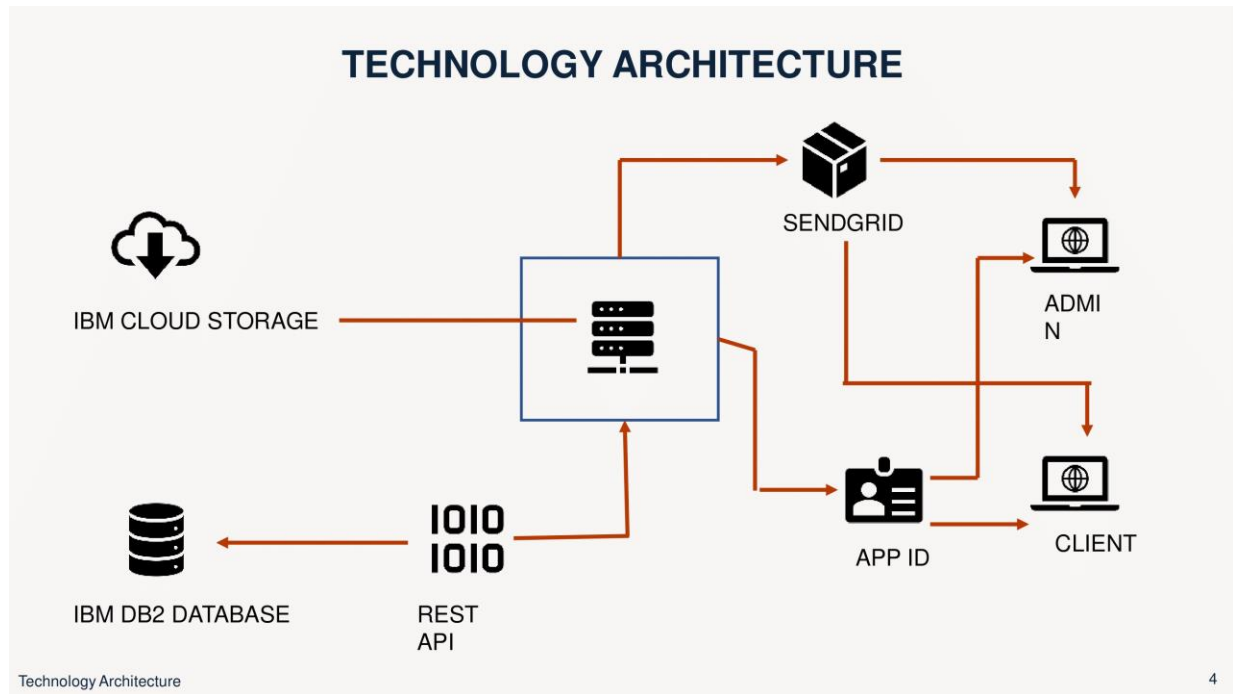 TECHNOLOGY ARCHITECTURE
SENDGRID
IBM CLOUD STORAGE
ADMI
N
1010
1010
APP ID
CLIENT
IBM DB2 DATABASE
REST
API
Technology Architecture
4